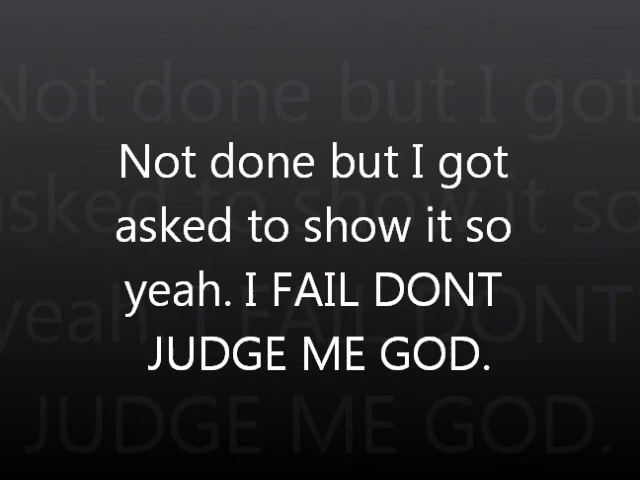 Not done but I got
asked to show it so
yeah. I FAIL DONT
JUDGE ME GOD.